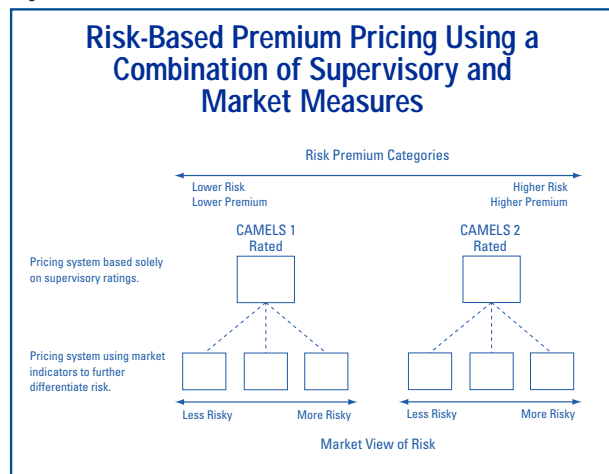 Risk-Based Premium Pricing Using a
Combination of Supervisory and
Market Measures
Risk Premium Categories
Lower Risk
Lower Premium
Higher Risk
Higher Premium
CAMELS 1
Rated
CAMELS 2
Rated
Pricing system based solely
on supervisory ratings.
Pricing system using market
indicators to further
differentiate risk.
Less Risky
More Risky
Less Risky
More Risky
Market View of Risk